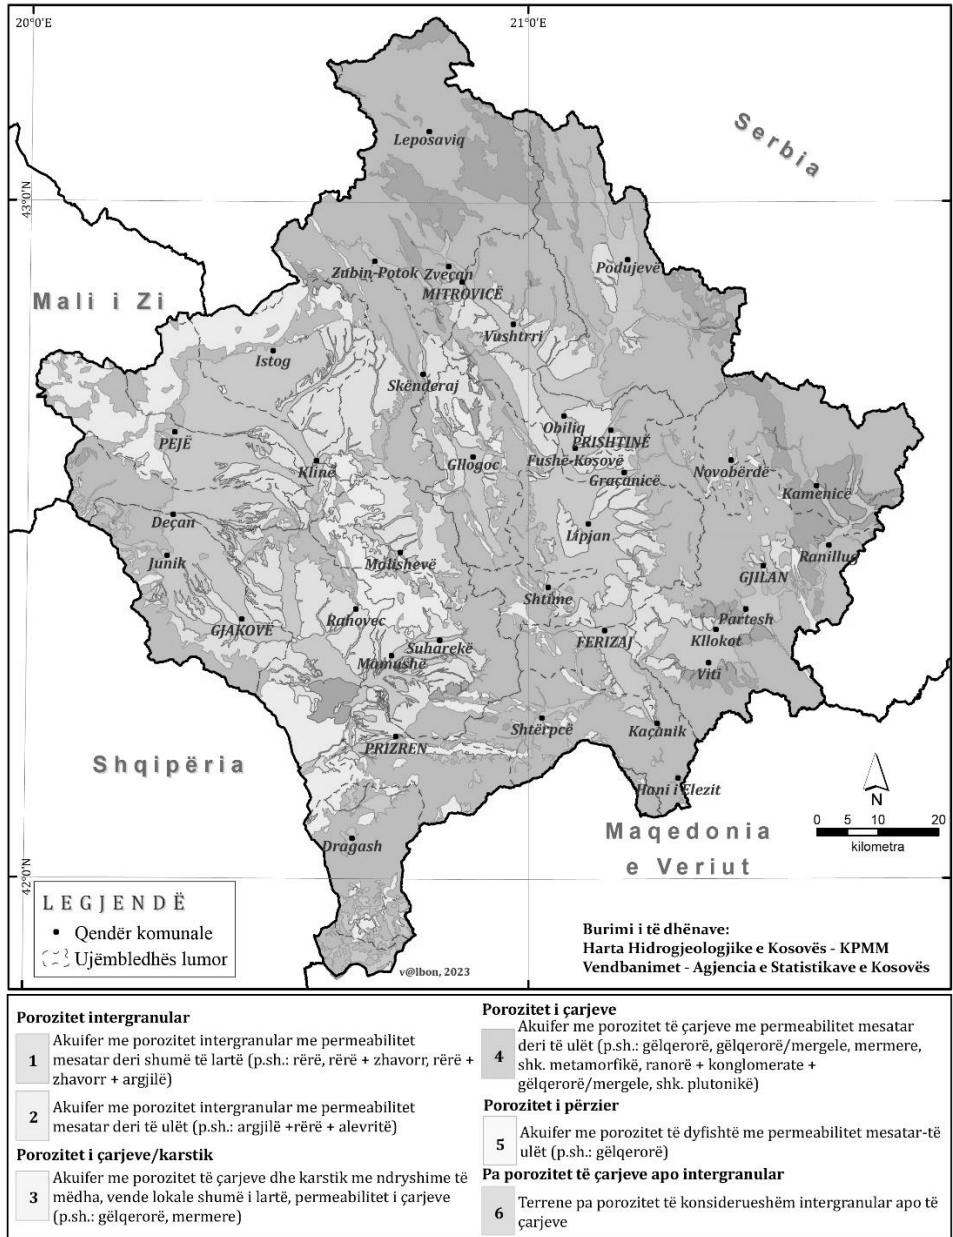 20°0'E
21°0'E
Serbia
Leposaviq
43°0'N
Zubin-Potok
Zveçan
MITROVICË
Podujevë
Mali i Zi
Vushtrri
Istog
Skënderaj
PEJË
Obiliq
PRISHTINË
Fushë-Kosovë
Klinë
Gllogoc
Graçanicë
Novobërdë
Kamenicë
Deçan
Lipjan
Junik
Malishevë
Ranillug
GJILAN
Shtime
GJAKOVË
Rahovec
Partesh
Suharekë
FERIZAJ
Kllokot
Mamushë
Viti
Shtërpcë
Kaçanik
PRIZREN
Shqipëria
Hani i Elezit
N
0 5 10 20
kilometra
Maqedonia
e Veriut
Dragash
42°0'N
LEGJENDË
Qendër komunale
Ujëmbledhës lumor
v@lbon, 2023
Burimi i të dhënave:
Harta Hidrogjeologjike e Kosovës - KPMM
Vendbanimet - Agjencia e Statistikave e Kosovës
Porozitet intergranular
1 Akuifer me porozitet intergranular me permeabilitet
mesatar deri shumë të lartë (p.sh.: rërë, rërë + zhavorr, rërë +
zhavorr + argjilë)
2 Akuifer me porozitet intergranular me permeabilitet
mesatar deri të ulët (p.sh.: argjilë +rërë + alevritë)
Porozitet i çarjeve/karstik
3 Akuifer me porozitet të çarjeve dhe karstik me ndryshime të
mëdha, vende lokale shumë i lartë, permeabilitet i çarjeve
(p.sh.: gëlqerorë, mermere)
Porozitet i çarjeve
4 Akuifer me porozitet të çarjeve me permeabilitet mesatar
deri të ulët (p.sh.: gëlqerorë, gëlqerorë/mergele, mermere,
shk. metamorfikë, ranorë + konglomerate +
gëlqerorë/mergele, shk. plutonikë)
Porozitet i përzier
5 Akuifer me porozitet të dyfishtë me permeabilitet mesatar-të
ulët (p.sh.: gëlqerorë)
Pa porozitet të çarjeve apo intergranular
6 Terrene pa porozitet të konsiderueshëm intergranular apo të
çarjeve